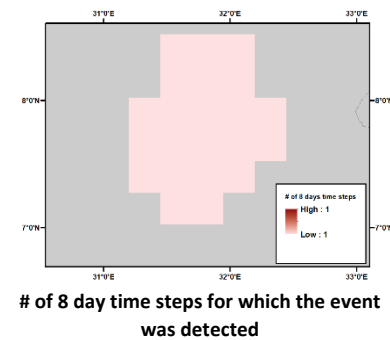 31°0'E 32°0'E 33°0'E
8°0'N 8°0'N
# of 8 days time steps
High : 1
Low : 1
7°0'N 7°0'N
31°0'E 32°0'E 33°0'E
# of 8 day time steps for which the event
was detected